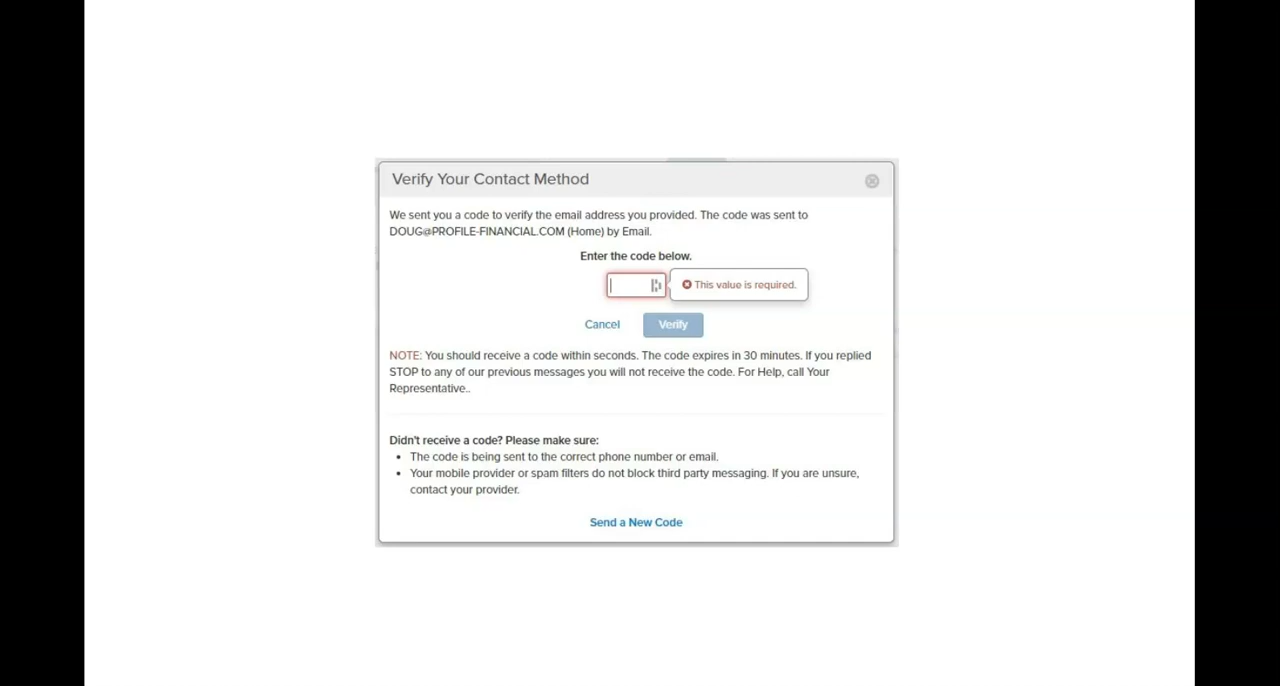 Verify Your Contact Method
We sent you a code to verify the email address you provided. The code was sent to
DOUG@PROFILE-FINANCIAL.COM (Home) by Email.
Enter the code below.
This value is required.
Cancel
Verify
NOTE: You should receive a code within seconds. The code expires in 30 minutes. If you replied
STOP to any of our previous messages you will not receive the code. For Help, call Your
Representative..
Didn't receive a code? Please make sure:
• The code is being sent to the correct phone number or email.
• Your mobile provider or spam filters do not block third party messaging. If you are unsure,
contact your provider.
Send a New Code